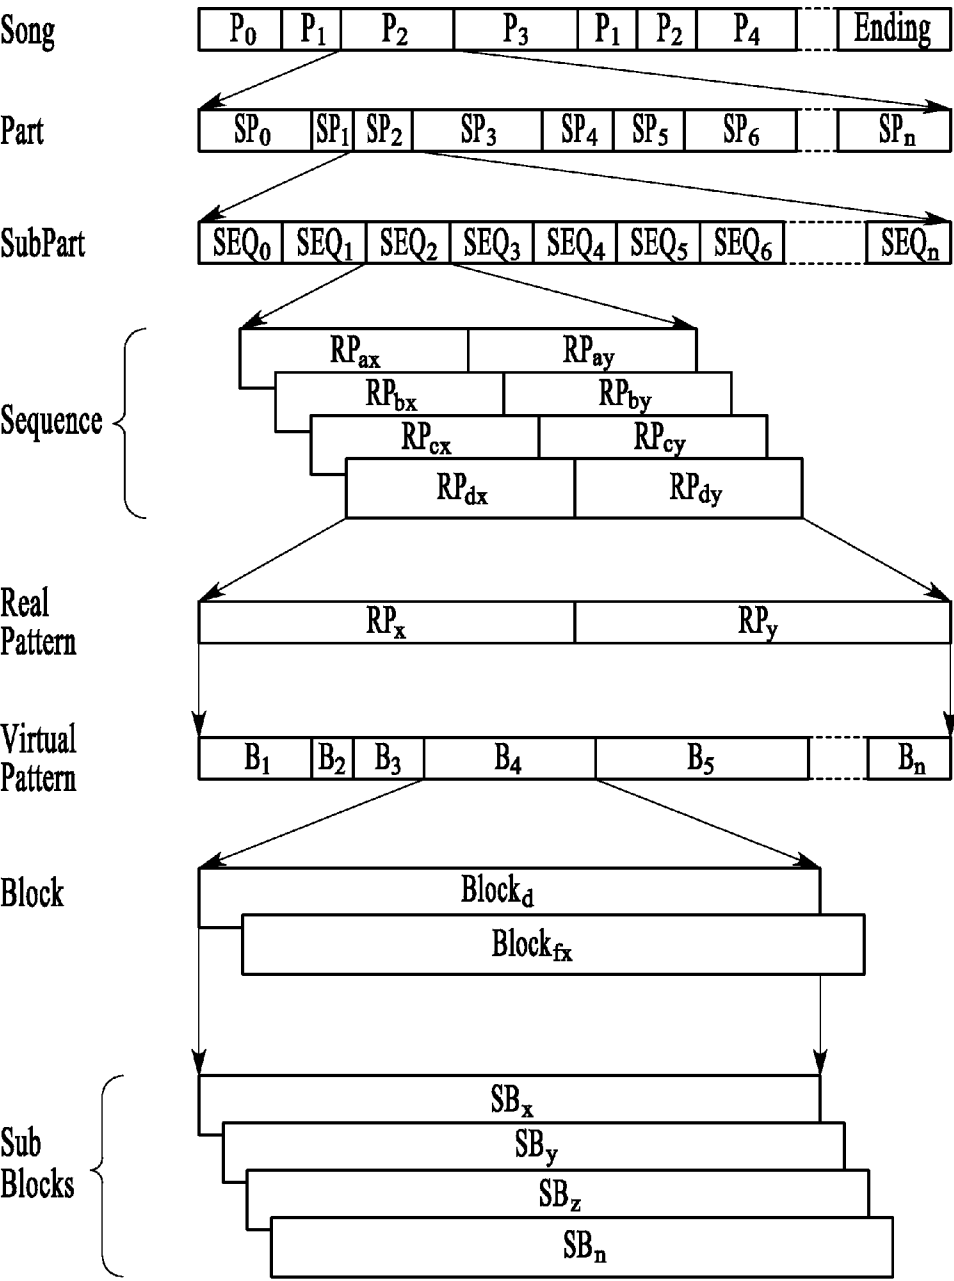 Song P₀ P₁ P₂ P₃ P₁ P₂ P₄ Ending
Part SP₀ SP₁ SP₂ SP₃ SP₄ SP₅ SP₆ SPₙ
SubPart SEQ₀ SEQ₁ SEQ₂ SEQ₃ SEQ₄ SEQ₅ SEQ₆ SEQₙ
RPax RPay
RPbx RPby
Sequence
RPcx RPcy
RPdx RPdy
Real
Pattern
RPx RPy
Virtual
Pattern
B₁ B₂ B₃ B₄ B₅ Bₙ
Block
Blockd
Blockfx
Sub
Blocks
SBx
SBy
SBz
SBn